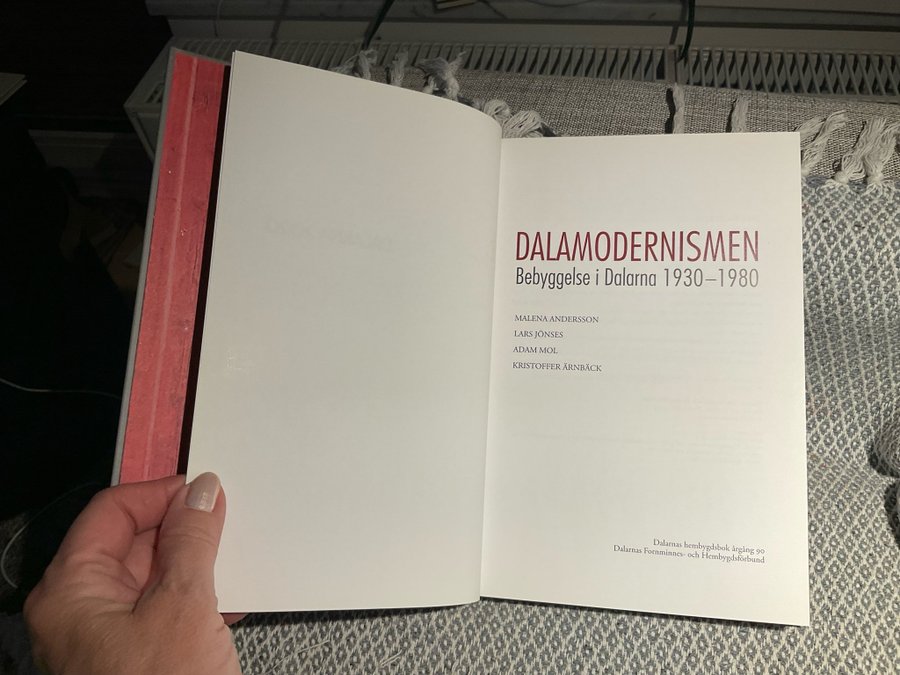 DALAMODERNISMEN
Bebyggelse i Dalarna 1930–1980
MALENA ANDERSSON
LARS JÖNSES
ADAM MOL
KRISTOFFER ÄRNBÄCK
Dalarnas hembygdsbok årgång 90
Dalarnas Fornminnes- och Hembygdsförbund